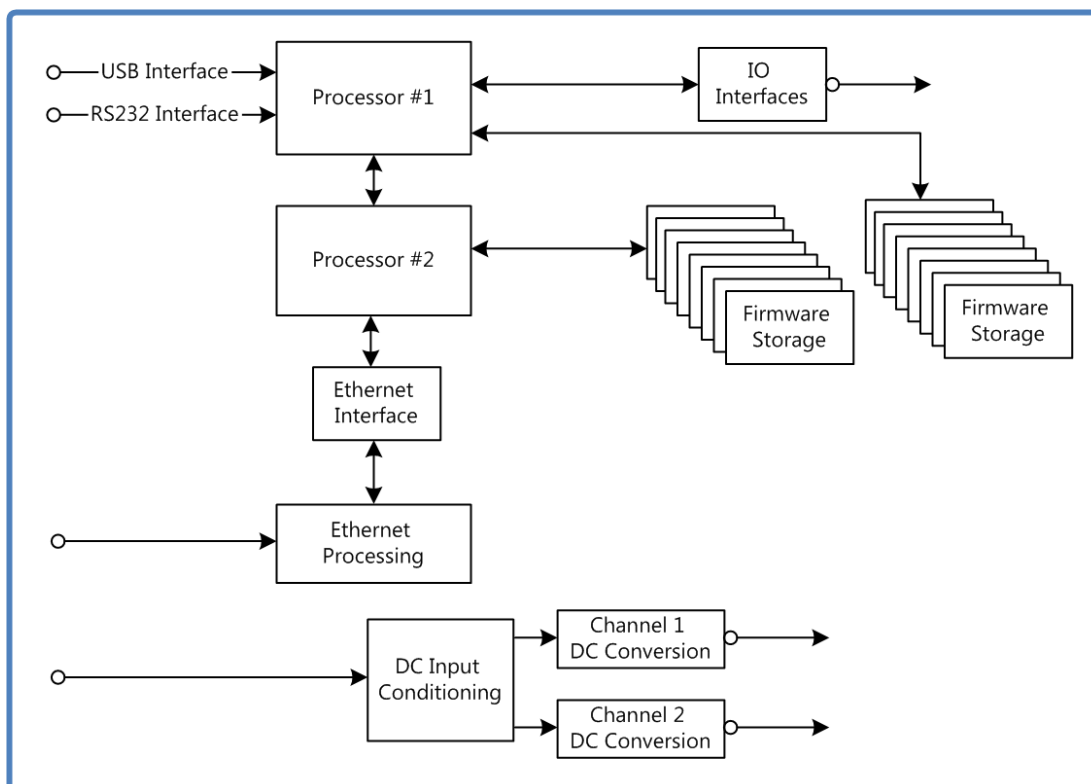 USB Interface
RS232 Interface
Processor #1
IO
Interfaces
Processor #2
Firmware
Storage
Firmware
Storage
Ethernet
Interface
Ethernet
Processing
DC Input
Conditioning
Channel 1
DC Conversion
Channel 2
DC Conversion